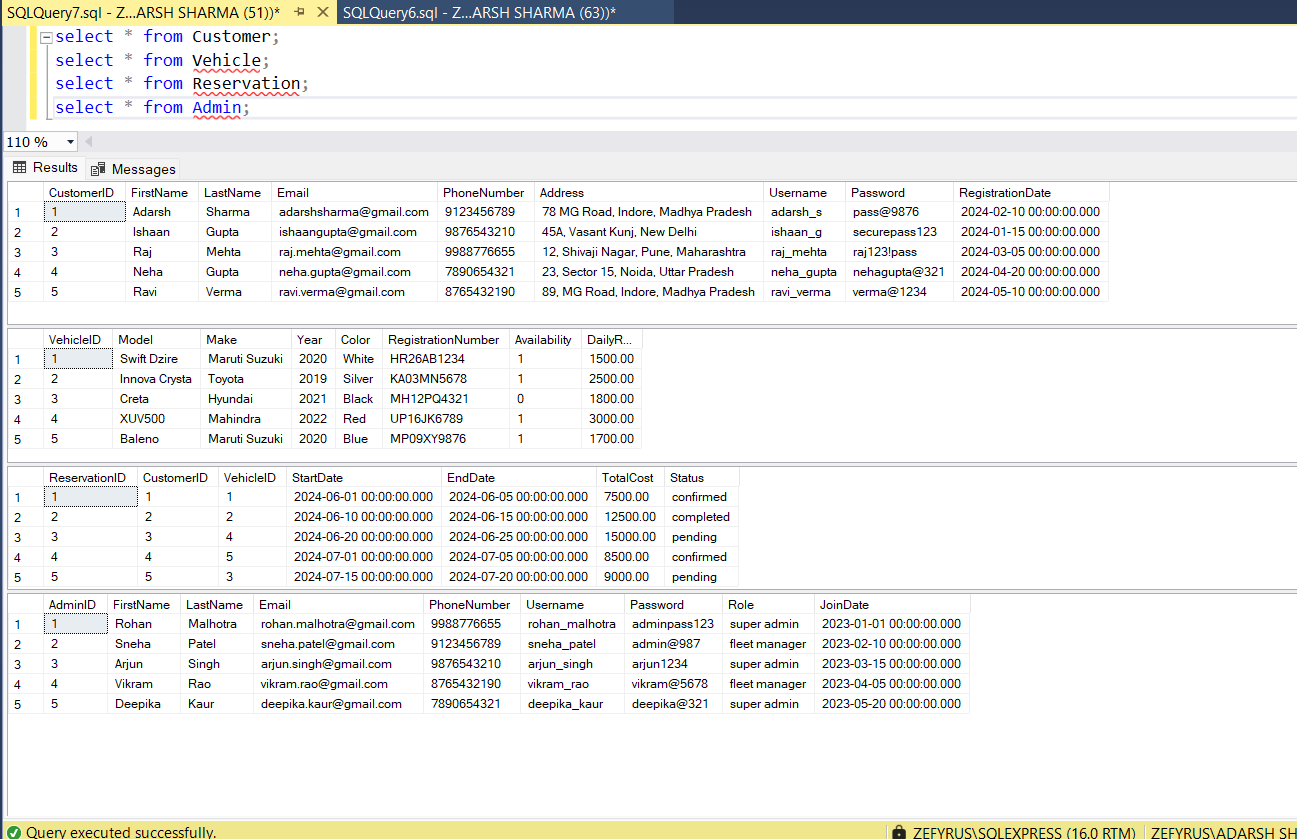 SQLQuery7.sql - Z...ARSH SHARMA (51))* SQLQuery6.sql - Z...ARSH SHARMA (63))*
select * from Customer;
select * from Vehicle;
select * from Reservation;
select * from Admin;
110 %
Results Messages
CustomerID FirstName LastName Email PhoneNumber Address Username Password RegistrationDate
1 1 Adarsh Sharma adarshsharma@gmail.com 9123456789 78 MG Road, Indore, Madhya Pradesh adarsh_s pass@9876 2024-02-10 00:00:00.000
2 2 Ishaan Gupta ishaangupta@gmail.com 9876543210 45A, Vasant Kunj, New Delhi ishaan_g securepass123 2024-01-15 00:00:00.000
3 3 Raj Mehta raj.mehta@gmail.com 9988776655 12, Shivaji Nagar, Pune, Maharashtra raj_mehta raj123!pass 2024-03-05 00:00:00.000
4 4 Neha Gupta neha.gupta@gmail.com 7890654321 23, Sector 15, Noida, Uttar Pradesh neha_gupta nehagupta@321 2024-04-20 00:00:00.000
5 5 Ravi Verma ravi.verma@gmail.com 8765432190 89, MG Road, Indore, Madhya Pradesh ravi_verma verma@1234 2024-05-10 00:00:00.000
VehicleID Model Make Year Color RegistrationNumber Availability DailyR...
1 1 Swift Dzire Maruti Suzuki 2020 White HR26AB1234 1 1500.00
2 2 Innova Crysta Toyota 2019 Silver KA03MN5678 1 2500.00
3 3 Creta Hyundai 2021 Black MH12PQ4321 0 1800.00
4 4 XUV500 Mahindra 2022 Red UP16JK6789 1 3000.00
5 5 Baleno Maruti Suzuki 2020 Blue MP09XY9876 1 1700.00
ReservationID CustomerID VehicleID StartDate EndDate TotalCost Status
1 1 1 1 2024-06-01 00:00:00.000 2024-06-05 00:00:00.000 7500.00 confirmed
2 2 2 2 2024-06-10 00:00:00.000 2024-06-15 00:00:00.000 12500.00 completed
3 3 3 4 2024-06-20 00:00:00.000 2024-06-25 00:00:00.000 15000.00 pending
4 4 4 5 2024-07-01 00:00:00.000 2024-07-05 00:00:00.000 8500.00 confirmed
5 5 5 3 2024-07-15 00:00:00.000 2024-07-20 00:00:00.000 9000.00 pending
AdminID FirstName LastName Email PhoneNumber Username Password Role JoinDate
1 1 Rohan Malhotra rohan.malhotra@gmail.com 9988776655 rohan_malhotra adminpass123 super admin 2023-01-01 00:00:00.000
2 2 Sneha Patel sneha.patel@gmail.com 9123456789 sneha_patel admin@987 fleet manager 2023-02-10 00:00:00.000
3 3 Arjun Singh arjun.singh@gmail.com 9876543210 arjun_singh arjun1234 super admin 2023-03-15 00:00:00.000
4 4 Vikram Rao vikram.rao@gmail.com 8765432190 vikram_rao vikram@5678 fleet manager 2023-04-05 00:00:00.000
5 5 Deepika Kaur deepika.kaur@gmail.com 7890654321 deepika_kaur deepika@321 super admin 2023-05-20 00:00:00.000
Query executed successfully. ZEFYRUS\SQLEXPRESS (16.0 RTM) ZEFYRUS\ADARSH SH